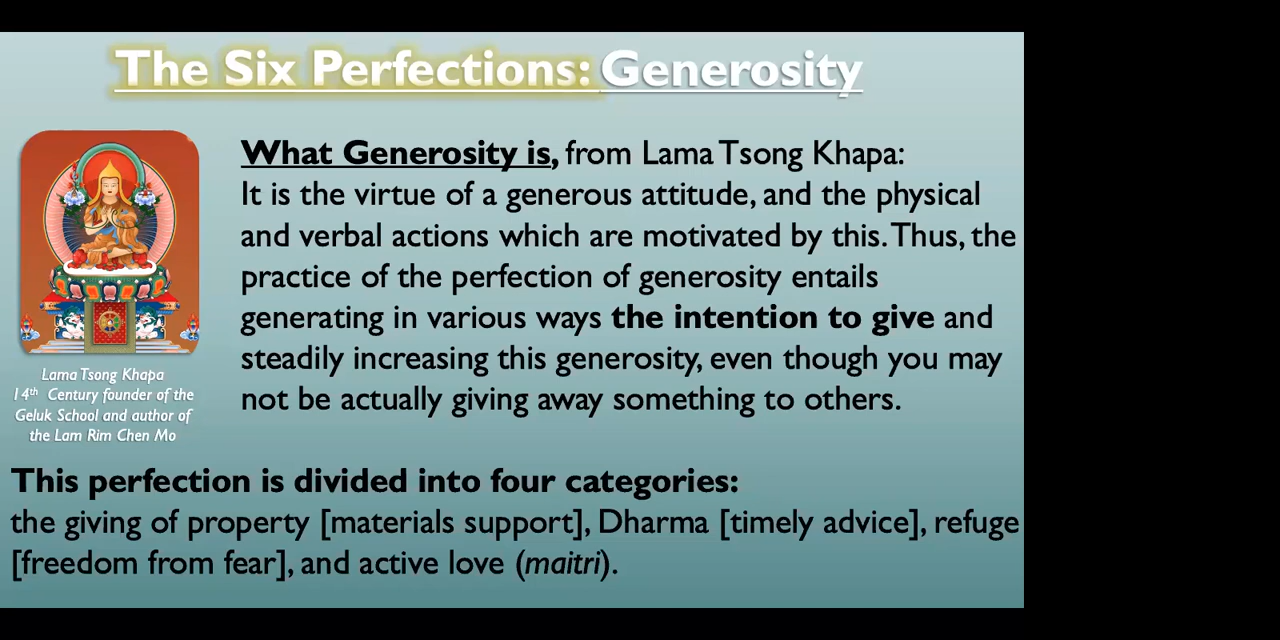 The Six Perfections: Generosity
What Generosity is, from Lama Tsong Khapa:
It is the virtue of a generous attitude, and the physical
and verbal actions which are motivated by this. Thus, the
practice of the perfection of generosity entails
generating in various ways the intention to give and
steadily increasing this generosity, even though you may
not be actually giving away something to others.
Lama Tsong Khapa
14th Century founder of the
Geluk School and author of
the Lam Rim Chen Mo
This perfection is divided into four categories:
the giving of property [materials support], Dharma [timely advice], refuge
[freedom from fear], and active love (maitri).